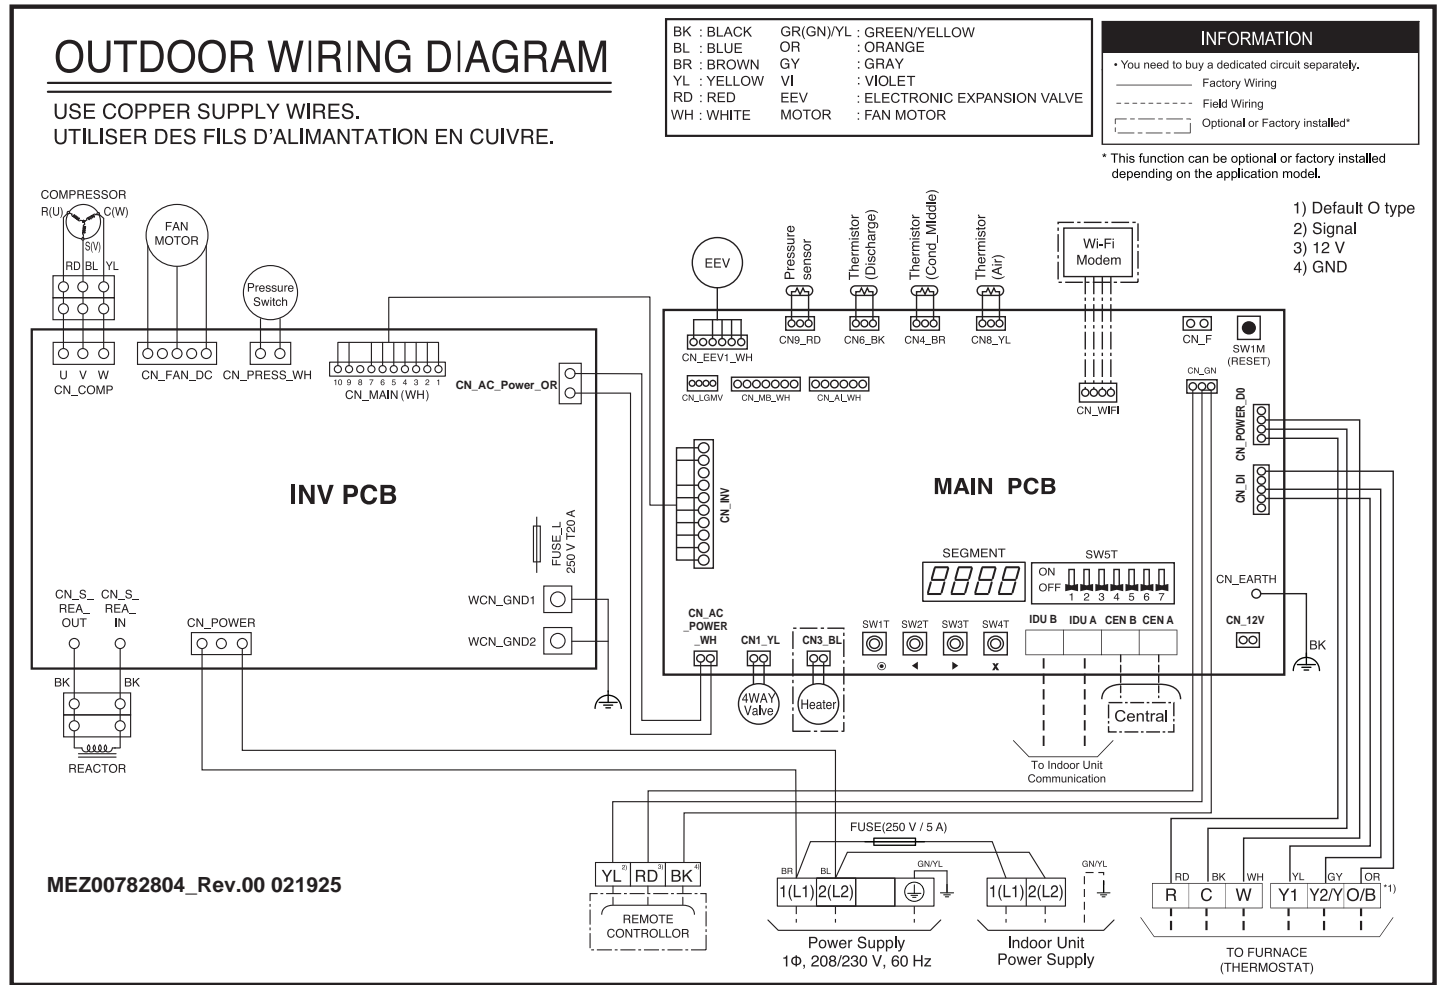 OUTDOOR WIRING DIAGRAM
USE COPPER SUPPLY WIRES.
UTILISER DES FILS D'ALIMANTATION EN CUIVRE.
BK : BLACK GR(GN)/YL : GREEN/YELLOW
BL : BLUE OR : ORANGE
BR : BROWN GY : GRAY
YL : YELLOW VI : VIOLET
RD : RED EEV : ELECTRONIC EXPANSION VALVE
WH : WHITE MOTOR : FAN MOTOR
INFORMATION
• You need to buy a dedicated circuit separately.
Factory Wiring
Field Wiring
Optional or Factory installed*
* This function can be optional or factory installed
depending on the application model.
1) Default O type
2) Signal
3) 12 V
4) GND
COMPRESSOR
R(U) C(W)
S(V)
RD BL YL
U V W
CN_COMP
FAN
MOTOR
CN_FAN_DC
Pressure
Switch
CN_PRESS_WH
10 9 8 7 6 5 4 3 2 1
CN_MAIN (WH)
CN_AC_Power_OR
INV PCB
FUSE_L
250 V T20 A
WCN_GND1
WCN_GND2
CN_S_
REA_
OUT
CN_S_
REA_
IN
CN_POWER
BK BK
REACTOR
EEV
CN_EEV1_WH
Pressure
sensor
CN9_RD
Thermistor
(Discharge)
CN6_BK
Thermistor
(Cond_MIddle)
CN4_BR
Thermistor
(Air)
CN8_YL
Wi-Fi
Modem
CN_WIFI
CN_F
SW1M
(RESET)
CN_GN
CN_LGMV
CN_MB_WH
CN_AI_WH
CN_POWER_D0
CN_DI
CN_INV
MAIN PCB
SEGMENT
8888
SW5T
ON
OFF
1 2 3 4 5 6 7
CN_EARTH
CN_12V
BK
CN_AC
_POWER
_WH
CN1_YL
4WAY
Valve
CN3_BL
Heater
SW1T SW2T SW3T SW4T
x
IDU B IDU A CEN B CEN A
Central
To Indoor Unit
Communication
MEZ00782804_Rev.00 021925
YL 2) RD 3) BK 4)
REMOTE
CONTROLLOR
FUSE(250 V / 5 A)
BR BL GN/YL
1(L1) 2(L2)
Power Supply
1Φ, 208/230 V, 60 Hz
GN/YL
1(L1) 2(L2)
Indoor Unit
Power Supply
RD BK WH YL GY OR
R C W Y1 Y2/Y O/B *1)
TO FURNACE
(THERMOSTAT)